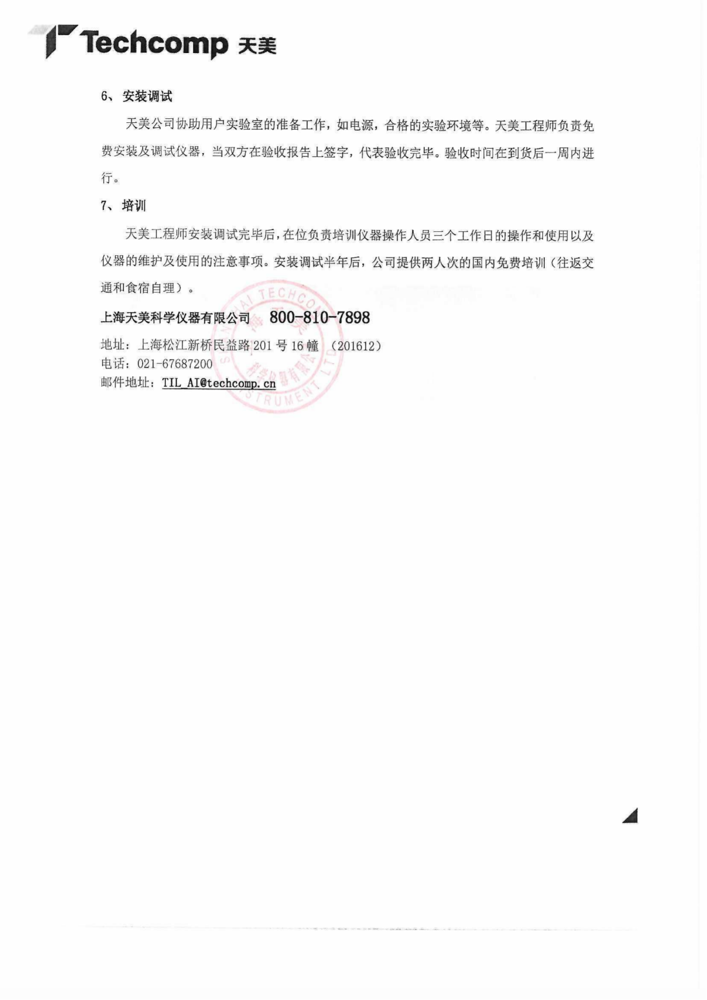 Techcomp 天美
6、 安装调试
天美公司协助用户实验室的准备工作，如电源，合格的实验环境等。天美工程师负责免
费安装及调试仪器，当双方在验收报告上签字，代表验收完毕。验收时间在到货后一周内进
行。
7、 培训
天美工程师安装调试完毕后，在位负责培训仪器操作人员三个工作日的操作和使用以及
仪器的维护及使用的注意事项。安装调试半年后，公司提供两人次的国内免费培训（往返交
通和食宿自理）。
上海天美科学仪器有限公司 800-810-7898
地址：上海松江新桥民益路 201 号 16 幢 （201612）
电话：021-67687200
邮件地址：TIL_AI@techcomp.cn
SHANGHAI TECHCOMP INSTRUMENT LTD
上海天美
科学仪器有限公司